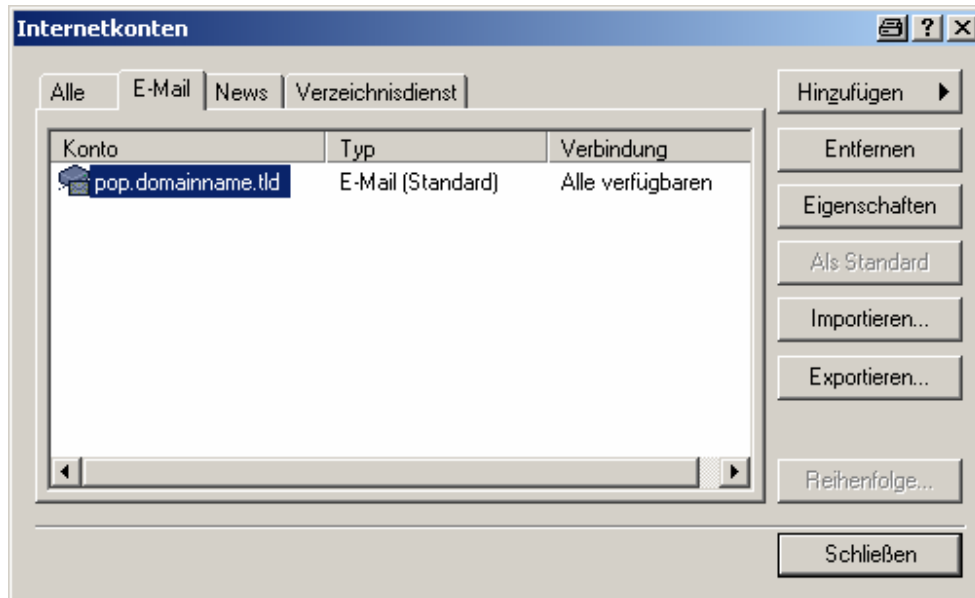 Internetkonten
Alle E-Mail News Verzeichnisdienst
Konto Typ Verbindung
pop.domainname.tld E-Mail (Standard) Alle verfügbaren
Hinzufügen
Entfernen
Eigenschaften
Als Standard
Importieren...
Exportieren...
Reihenfolge...
Schließen